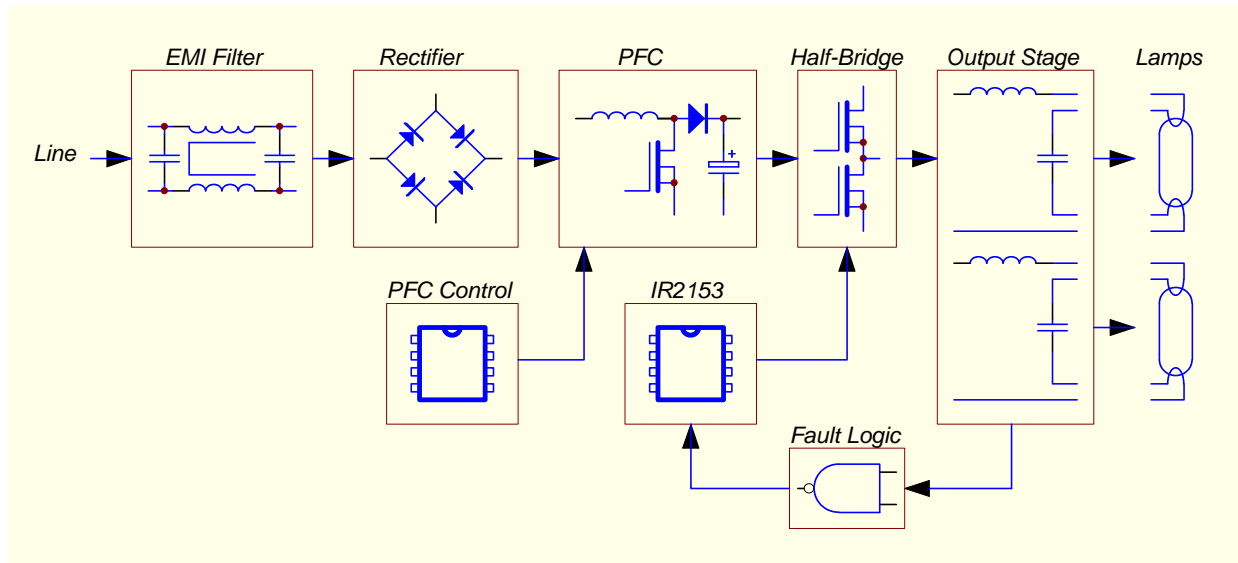 EMI Filter
Rectifier
PFC
Half-Bridge
Output Stage
Lamps
Line
+
PFC Control
IR2153
Fault Logic